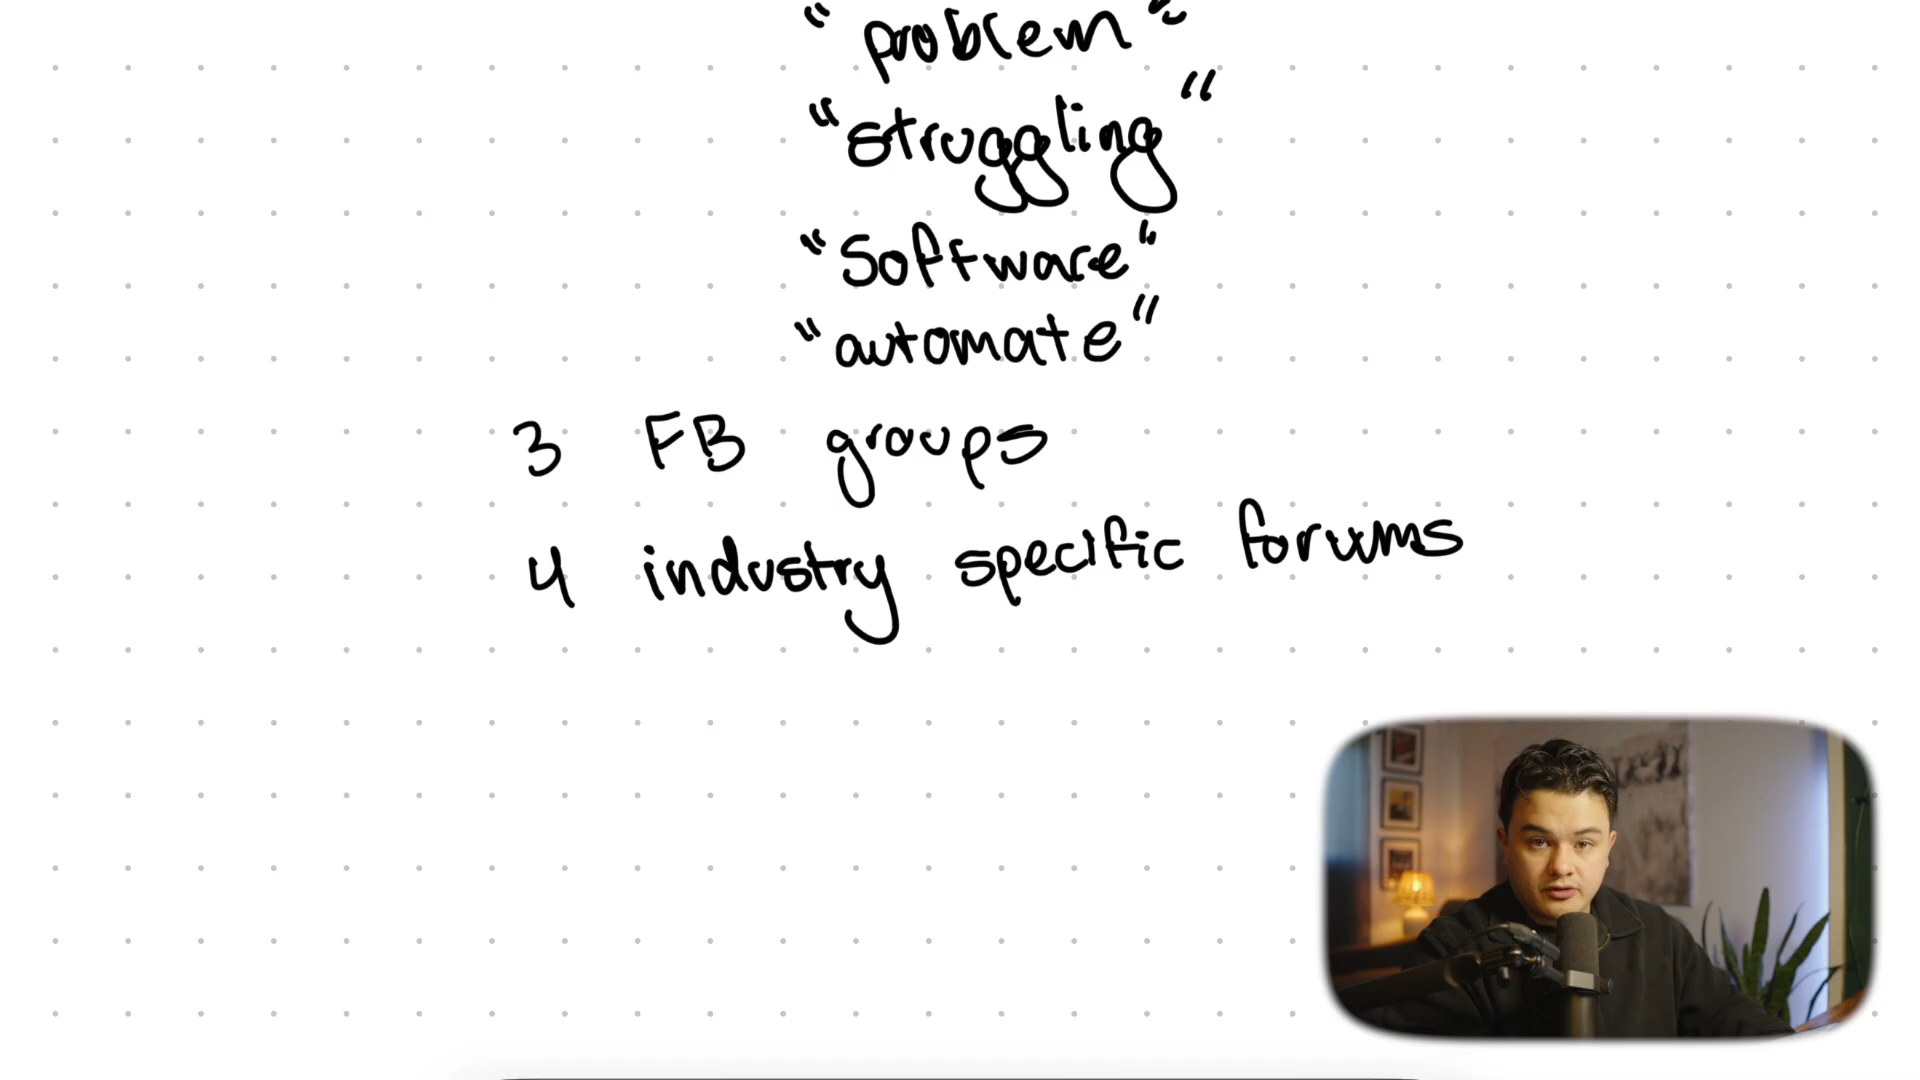 "problem"
"struggling"
"Software"
"automate"
3 FB groups
4 industry specific forums